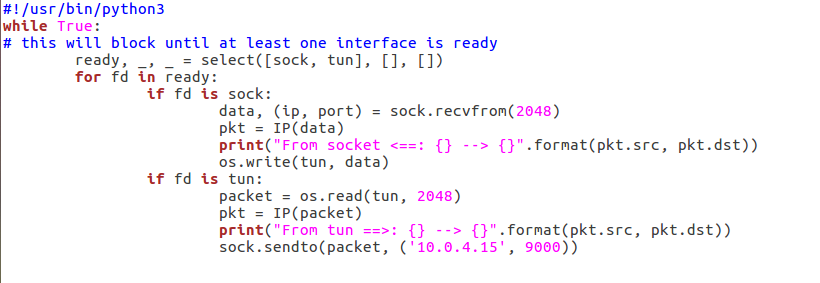 #!/usr/bin/python3
while True:
# this will block until at least one interface is ready
        ready, _, _ = select([sock, tun], [], [])
        for fd in ready:
                if fd is sock:
                        data, (ip, port) = sock.recvfrom(2048)
                        pkt = IP(data)
                        print("From socket <==: {} --> {}".format(pkt.src, pkt.dst))
                        os.write(tun, data)
                if fd is tun:
                        packet = os.read(tun, 2048)
                        pkt = IP(packet)
                        print("From tun ==>: {} --> {}".format(pkt.src, pkt.dst))
                        sock.sendto(packet, ('10.0.4.15', 9000))